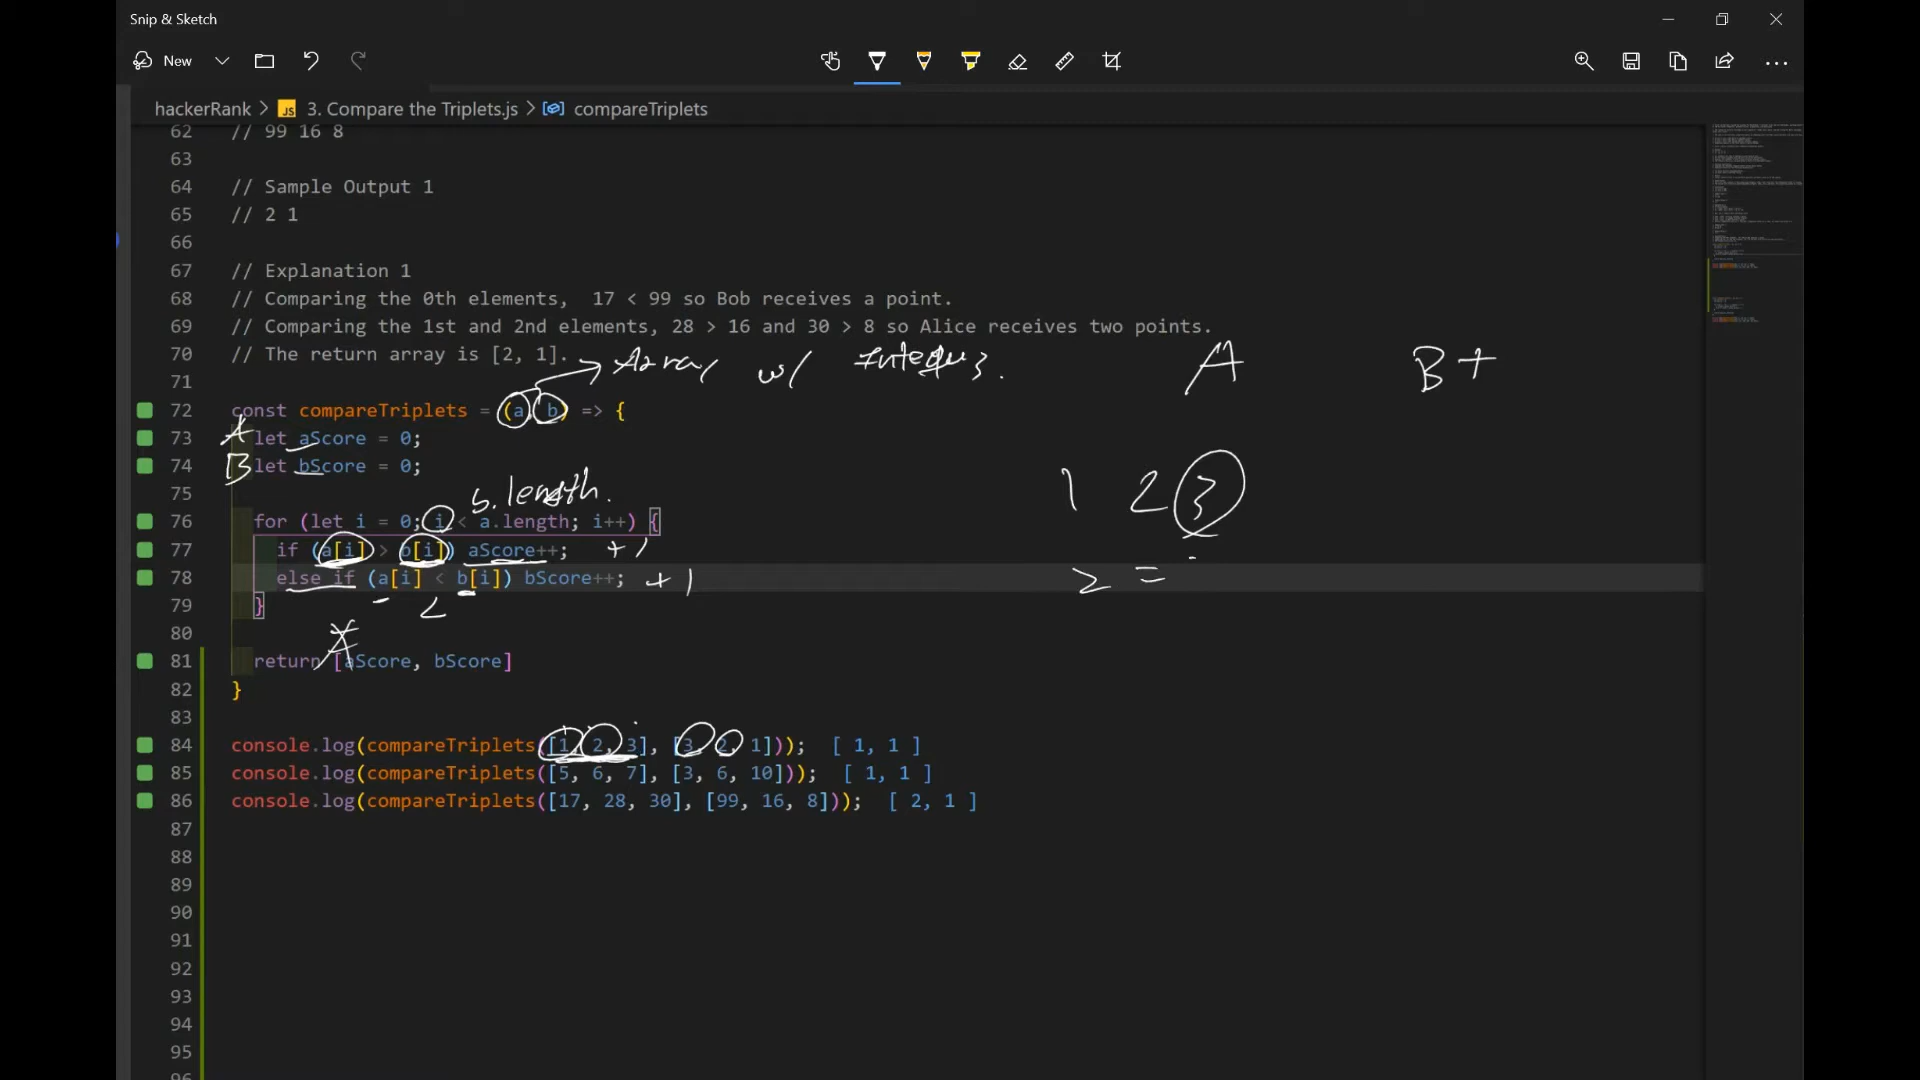 Snip & Sketch
New
hackerRank > JS 3. Compare the Triplets.js > compareTriplets
62 // 99 16 8
63
64 // Sample Output 1
65 // 2 1
66
67 // Explanation 1
68 // Comparing the 0th elements,  17 < 99 so Bob receives a point.
69 // Comparing the 1st and 2nd elements, 28 > 16 and 30 > 8 so Alice receives two points.
70 // The return array is [2, 1].
Array w/ A B+
71
72 const compareTriplets = (a, b) => {
A
73 let aScore = 0;
B
74 let bScore = 0;
75
b.length.
1 2 3
76 for (let i = 0; i < a.length; i++) {
77 if (a[i] > b[i]) aScore++; +1
78 else if (a[i] < b[i]) bScore++; +1
2 =
<
79 }
80
81 return [aScore, bScore]
82 }
83
84 console.log(compareTriplets([1, 2, 3], [3, 2, 1])); [ 1, 1 ]
85 console.log(compareTriplets([5, 6, 7], [3, 6, 10])); [ 1, 1 ]
86 console.log(compareTriplets([17, 28, 30], [99, 16, 8])); [ 2, 1 ]
87
88
89
90
91
92
93
94
95
96